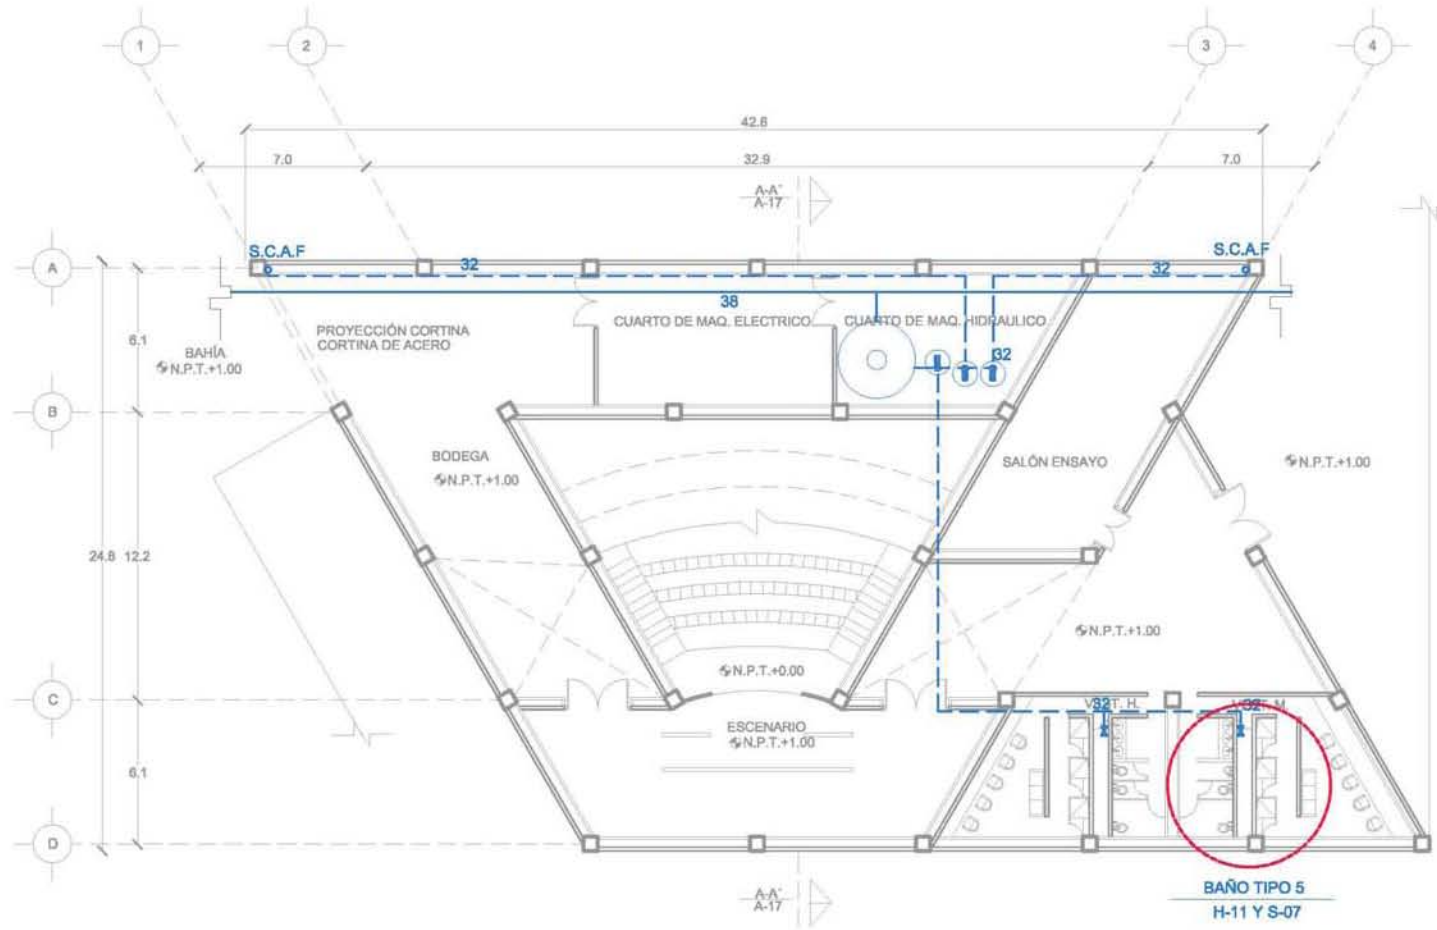 1
2
3
4
42.8
7.0
32.9
7.0
A-A'
A-17
S.C.A.F
S.C.A.F
A
32
32
38
PROYECCIÓN CORTINA
CORTINA DE ACERO
CUARTO DE MAQ. ELECTRICO
CUARTO DE MAQ. HIDRAULICO
6.1
BAHÍA
N.P.T.+1.00
32
B
BODEGA
N.P.T.+1.00
SALÓN ENSAYO
N.P.T.+1.00
24.8
12.2
N.P.T.+1.00
N.P.T.+0.00
C
32
T. H.
32
M
ESCENARIO
N.P.T.+1.00
6.1
D
A-A'
A-17
BAÑO TIPO 5
H-11 Y S-07